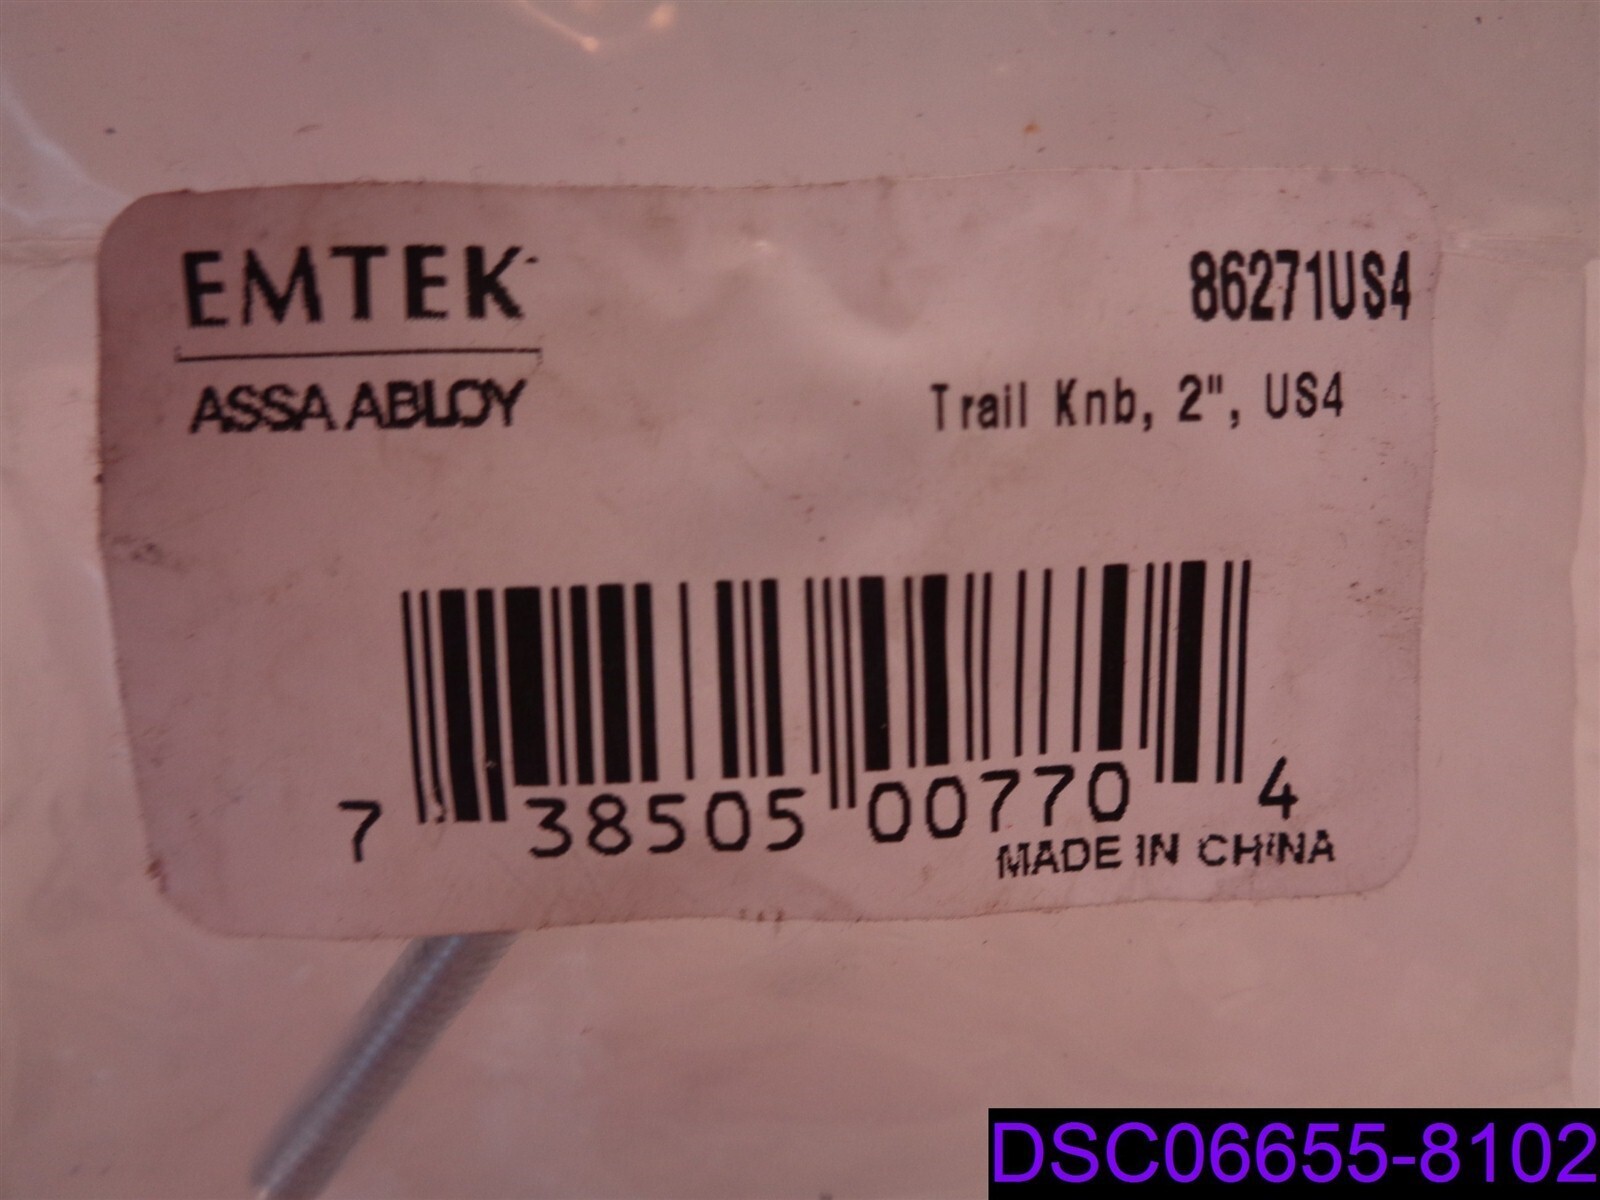 EMTEK
ASSA ABLOY
86271US4
Trail Knb, 2", US4
7 38505 00770 4
MADE IN CHINA
DSC06655-8102